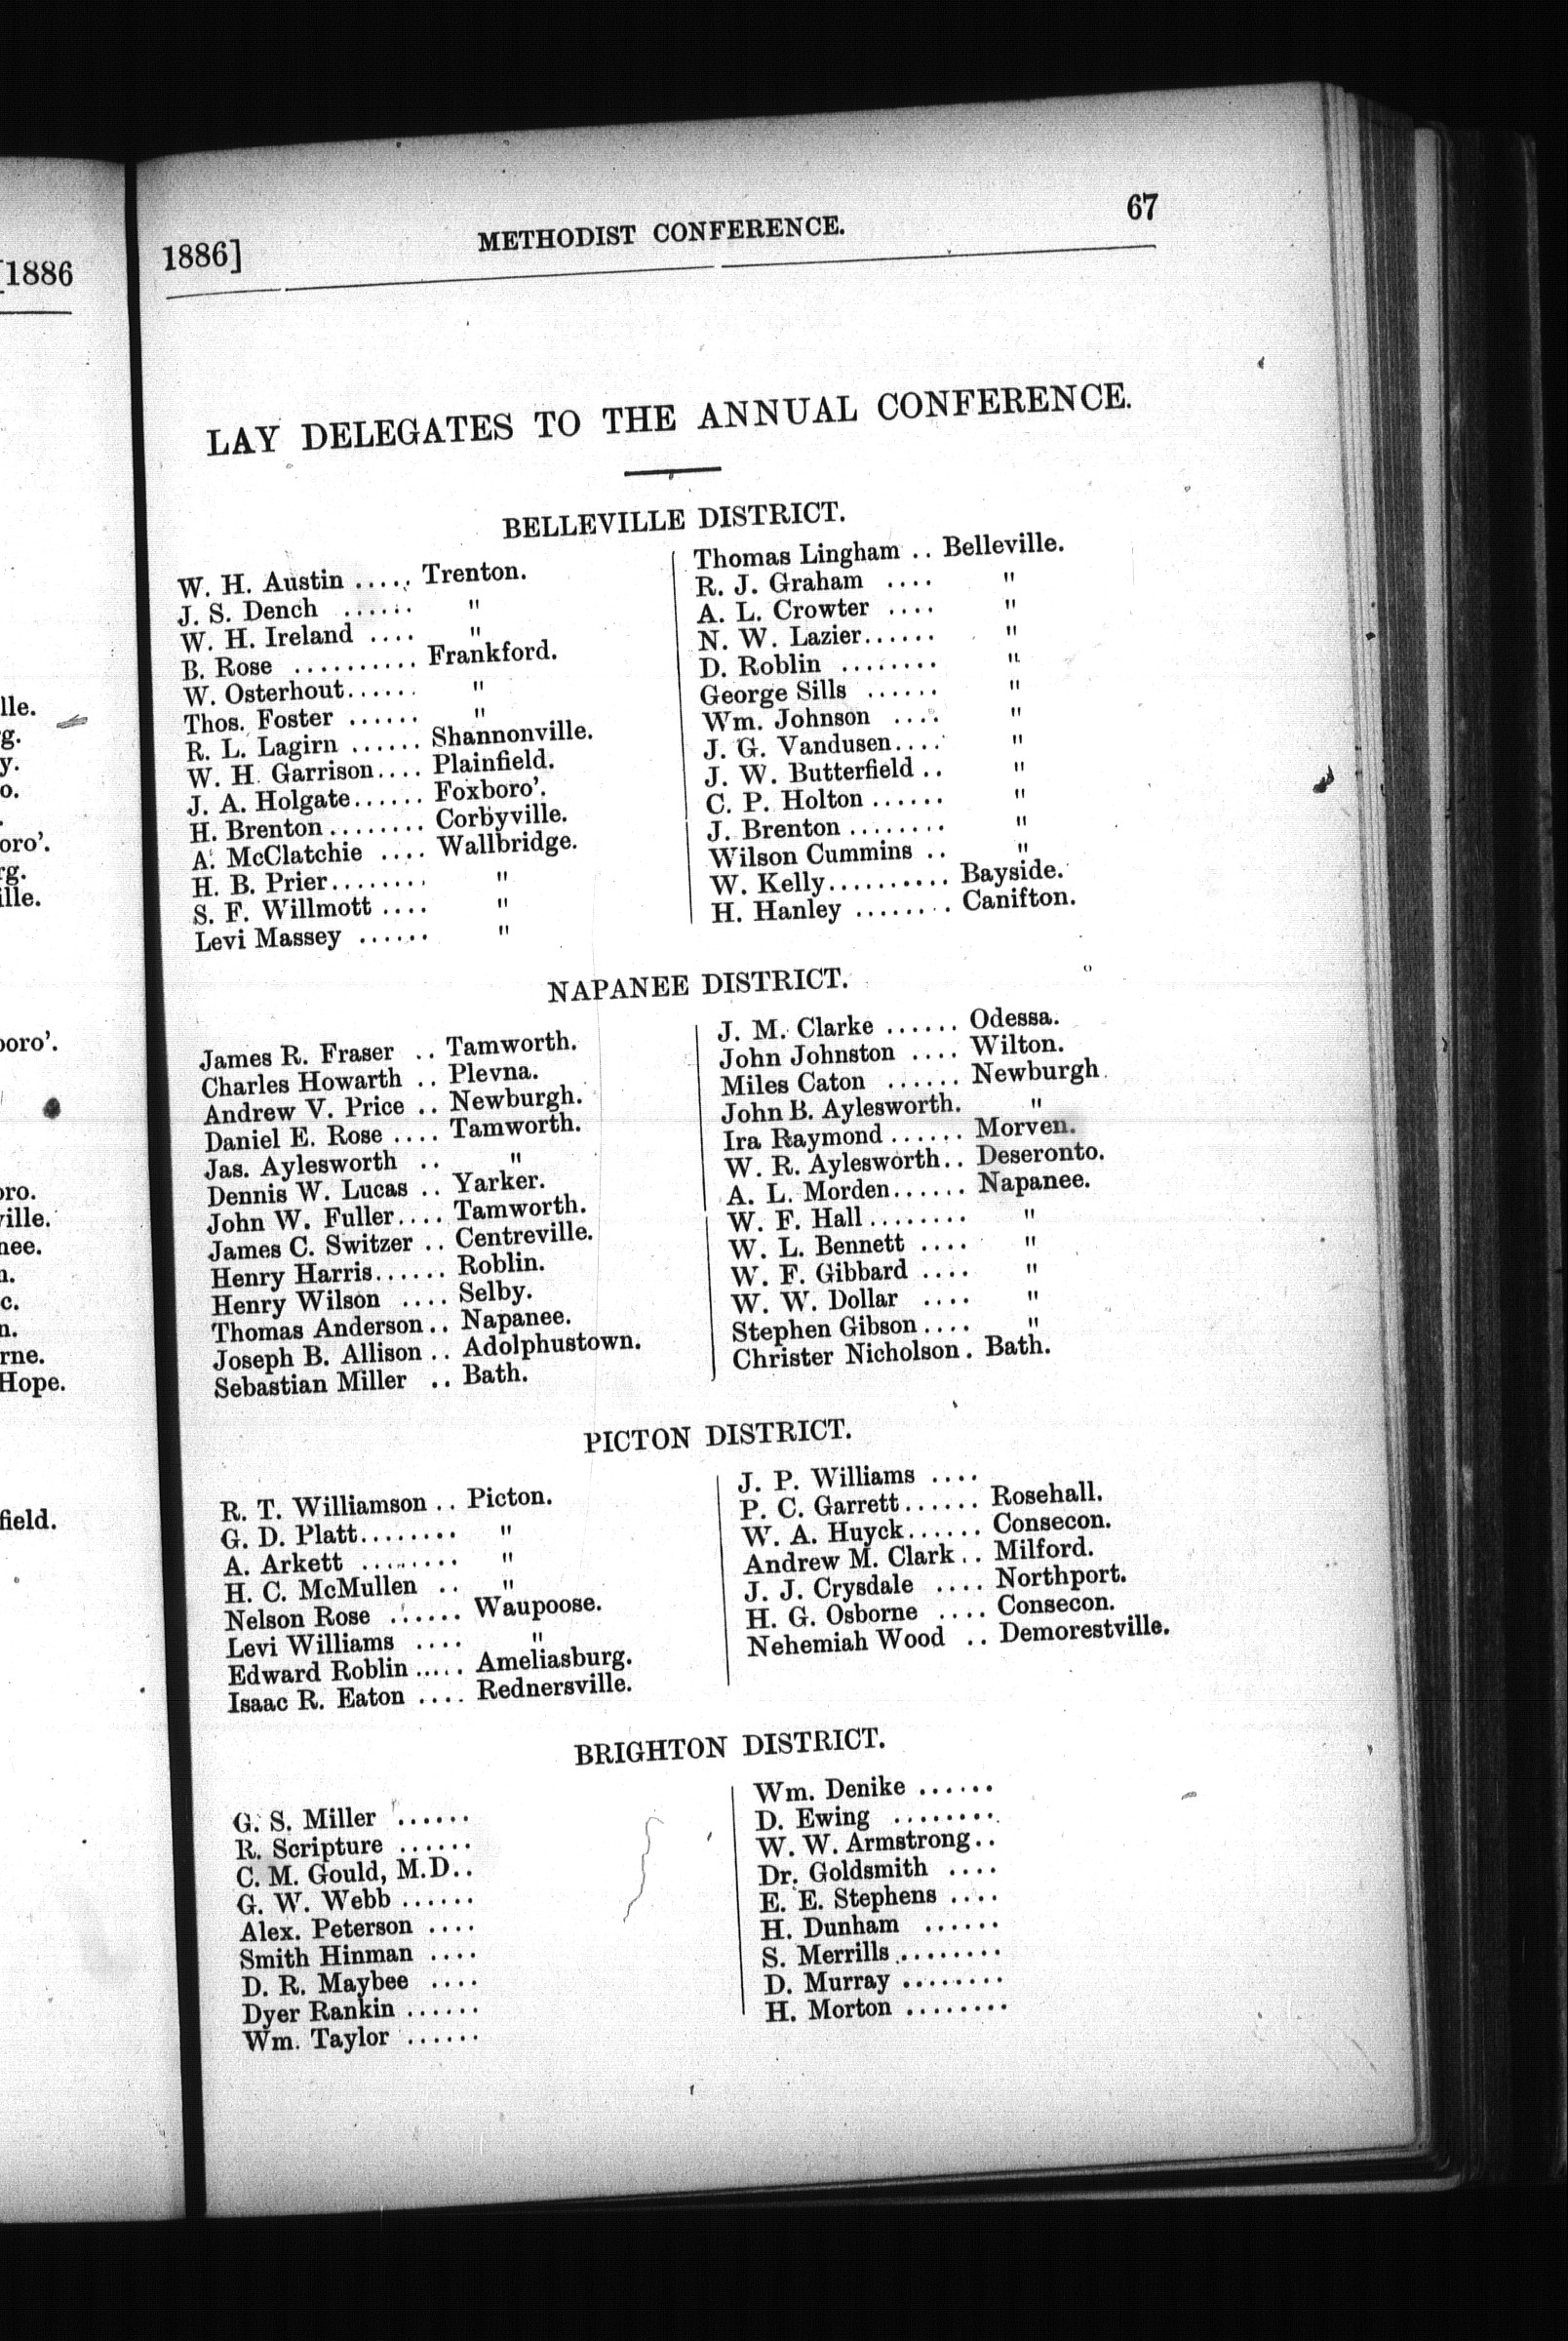 1886] METHODIST CONFERENCE. 67
LAY DELEGATES TO THE ANNUAL CONFERENCE.
BELLEVILLE DISTRICT.
W. H. Austin ..... Trenton.
J. S. Dench ...... "
W. H. Ireland .... "
B. Rose .......... Frankford.
W. Osterhout...... "
Thos. Foster ...... "
R. L. Lagirn ...... Shannonville.
W. H. Garrison.... Plainfield.
J. A. Holgate...... Foxboro'.
H. Brenton........ Corbyville.
A. McClatchie .... Wallbridge.
H. B. Prier........ "
S. F. Willmott .... "
Levi Massey ...... "
Thomas Lingham .. Belleville.
R. J. Graham .... "
A. L. Crowter .... "
N. W. Lazier...... "
D. Roblin ........ "
George Sills ...... "
Wm. Johnson .... "
J. G. Vandusen.... "
J. W. Butterfield .. "
C. P. Holton ...... "
J. Brenton ........ "
Wilson Cummins .. "
W. Kelly.......... Bayside.
H. Hanley ........ Canifton.
NAPANEE DISTRICT.
James R. Fraser .. Tamworth.
Charles Howarth .. Plevna.
Andrew V. Price .. Newburgh.
Daniel E. Rose .... Tamworth.
Jas. Aylesworth .. "
Dennis W. Lucas .. Yarker.
John W. Fuller.... Tamworth.
James C. Switzer .. Centreville.
Henry Harris...... Roblin.
Henry Wilson .... Selby.
Thomas Anderson.. Napanee.
Joseph B. Allison .. Adolphustown.
Sebastian Miller .. Bath.
J. M. Clarke ...... Odessa.
John Johnston .... Wilton.
Miles Caton ...... Newburgh.
John B. Aylesworth. "
Ira Raymond ...... Morven.
W. R. Aylesworth.. Deseronto.
A. L. Morden...... Napanee.
W. F. Hall ........ "
W. L. Bennett .... "
W. F. Gibbard .... "
W. W. Dollar .... "
Stephen Gibson.... "
Christer Nicholson. Bath.
PICTON DISTRICT.
R. T. Williamson .. Picton.
G. D. Platt........ "
A. Arkett ........ "
H. C. McMullen .. "
Nelson Rose ...... Waupoose.
Levi Williams .... "
Edward Roblin ..... Ameliasburg.
Isaac R. Eaton .... Rednersville.
J. P. Williams ....
P. C. Garrett...... Rosehall.
W. A. Huyck...... Consecon.
Andrew M. Clark.. Milford.
J. J. Crysdale .... Northport.
H. G. Osborne .... Consecon.
Nehemiah Wood .. Demorestville.
BRIGHTON DISTRICT.
G. S. Miller ......
R. Scripture ......
C. M. Gould, M.D..
G. W. Webb ......
Alex. Peterson ....
Smith Hinman ....
D. R. Maybee ....
Dyer Rankin ......
Wm. Taylor ......
Wm. Denike ......
D. Ewing ........
W. W. Armstrong..
Dr. Goldsmith ....
E. E. Stephens ....
H. Dunham ......
S. Merrills ........
D. Murray ........
H. Morton ........